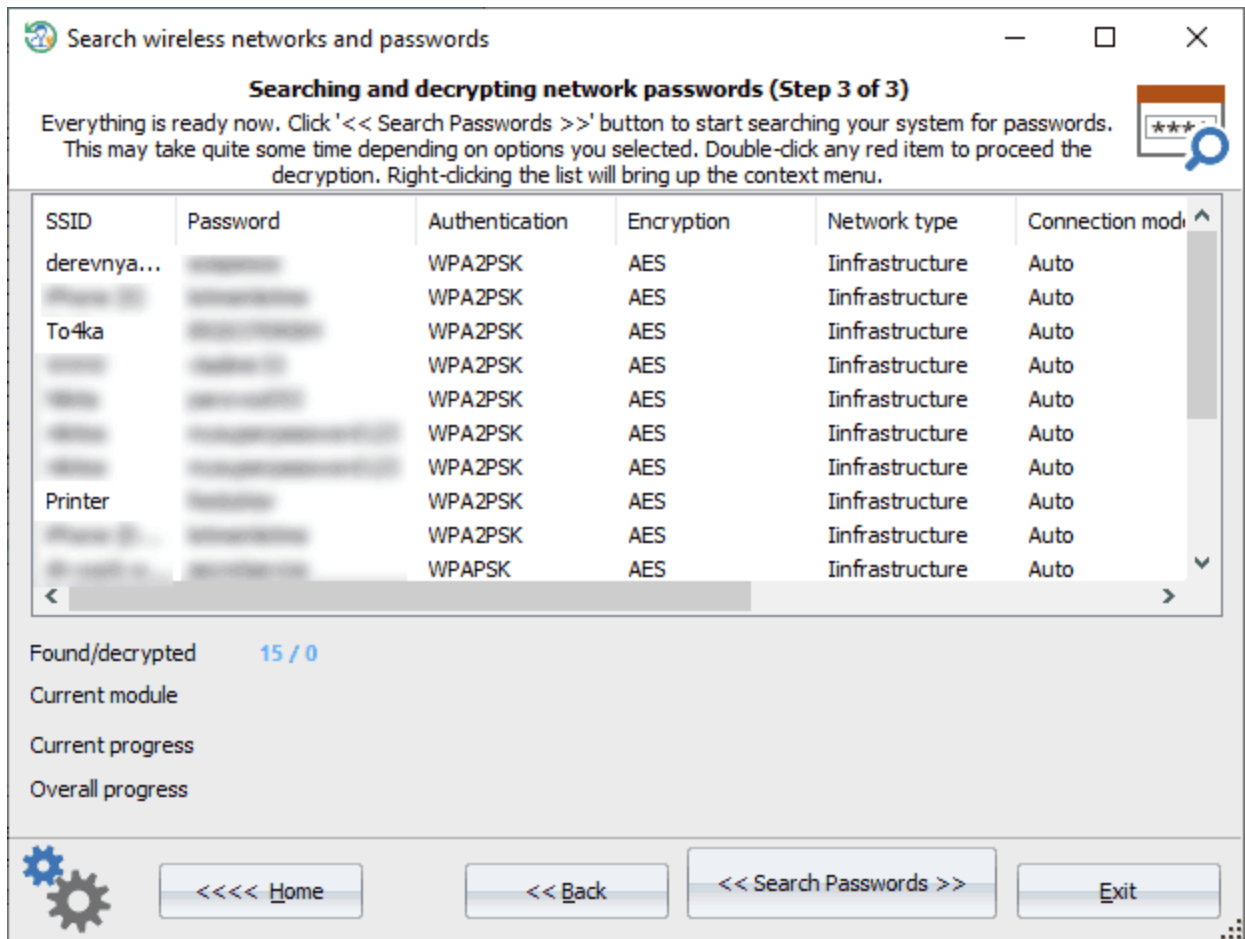 Search wireless networks and passwords
Searching and decrypting network passwords (Step 3 of 3)
Everything is ready now. Click '<< Search Passwords >>' button to start searching your system for passwords.
This may take quite some time depending on options you selected. Double-click any red item to proceed the
decryption. Right-clicking the list will bring up the context menu.
***
SSID Password Authentication Encryption Network type Connection mode
derevnya... WPA2PSK AES Iinfrastructure Auto
WPA2PSK AES Iinfrastructure Auto
To4ka WPA2PSK AES Iinfrastructure Auto
WPA2PSK AES Iinfrastructure Auto
WPA2PSK AES Iinfrastructure Auto
WPA2PSK AES Iinfrastructure Auto
WPA2PSK AES Iinfrastructure Auto
Printer WPA2PSK AES Iinfrastructure Auto
WPA2PSK AES Iinfrastructure Auto
WPAPSK AES Iinfrastructure Auto
Found/decrypted 15 / 0
Current module
Current progress
Overall progress
<<<< Home << Back << Search Passwords >> Exit